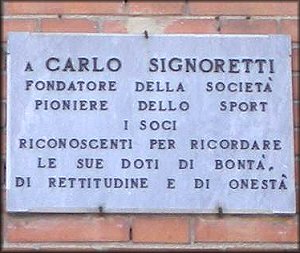 A CARLO SIGNORETTI
FONDATORE DELLA SOCIETÀ
PIONIERE DELLO SPORT
I SOCI
RICONOSCENTI PER RICORDARE
LE SUE DOTI DI BONTÀ,
DI RETTITUDINE E DI ONESTÀ